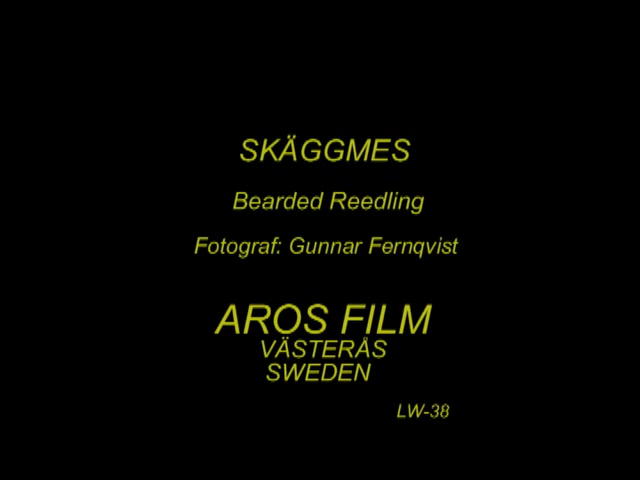 SKÄGGMES
Bearded Reedling
Fotograf: Gunnar Fernqvist
AROS FILM
VÄSTERÅS
SWEDEN
LW-38